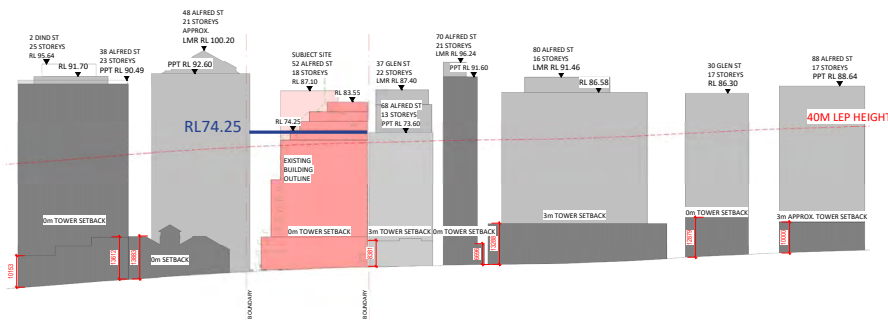 2 DIND ST
25 STOREYS
RL 95.64
RL 91.70
38 ALFRED ST
23 STOREYS
PPT RL 90.49
48 ALFRED ST
21 STOREYS
APPROX.
LMR RL 100.20
PPT RL 92.60
SUBJECT SITE
52 ALFRED ST
18 STOREYS
RL 87.10
RL 83.55
RL 74.25
RL74.25
EXISTING
BUILDING
OUTLINE
37 GLEN ST
22 STOREYS
LMR RL 87.40
68 ALFRED ST
13 STOREYS
PPT RL 73.60
70 ALFRED ST
21 STOREYS
LMR RL 96.24
PPT RL 91.60
80 ALFRED ST
16 STOREYS
LMR RL 91.46
RL 86.58
30 GLEN ST
17 STOREYS
RL 86.30
88 ALFRED ST
17 STOREYS
PPT RL 88.64
40M LEP HEIGHT
0m TOWER SETBACK
0m SETBACK
0m TOWER SETBACK
3m TOWER SETBACK
0m TOWER SETBACK
3m TOWER SETBACK
0m TOWER SETBACK
3m APPROX. TOWER SETBACK
10153
BOUNDARY
BOUNDARY